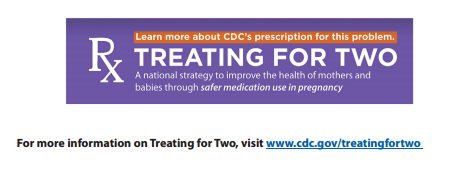 Rx
Learn more about CDC's prescription for this problem.
TREATING FOR TWO
A national strategy to improve the health of mothers and
babies through safer medication use in pregnancy
For more information on Treating for Two, visit www.cdc.gov/treatingfortwo